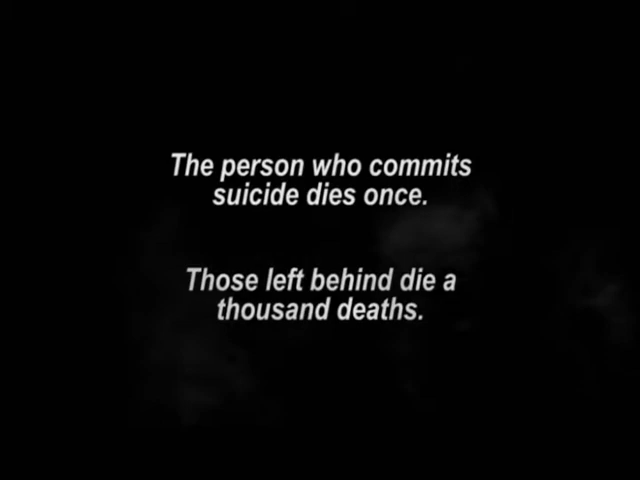 The person who commits
suicide dies once.
Those left behind die a
thousand deaths.